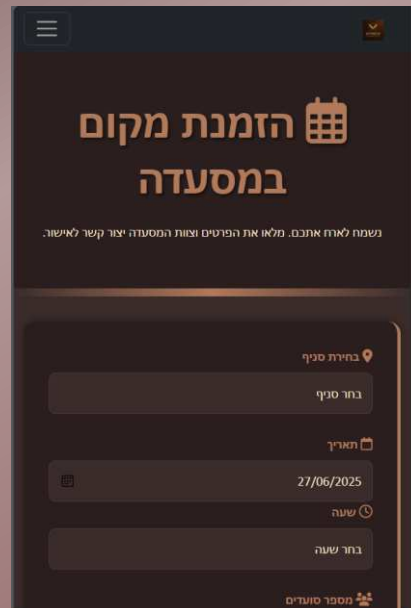 הזמנת מקום
במסעדה
נשמח לארח אתכם. מלאו את הפרטים וצוות המסעדה יצור קשר לאישור.
בחירת סניף
בחר סניף
תאריך
27/06/2025
שעה
בחר שעה
מספר סועדים